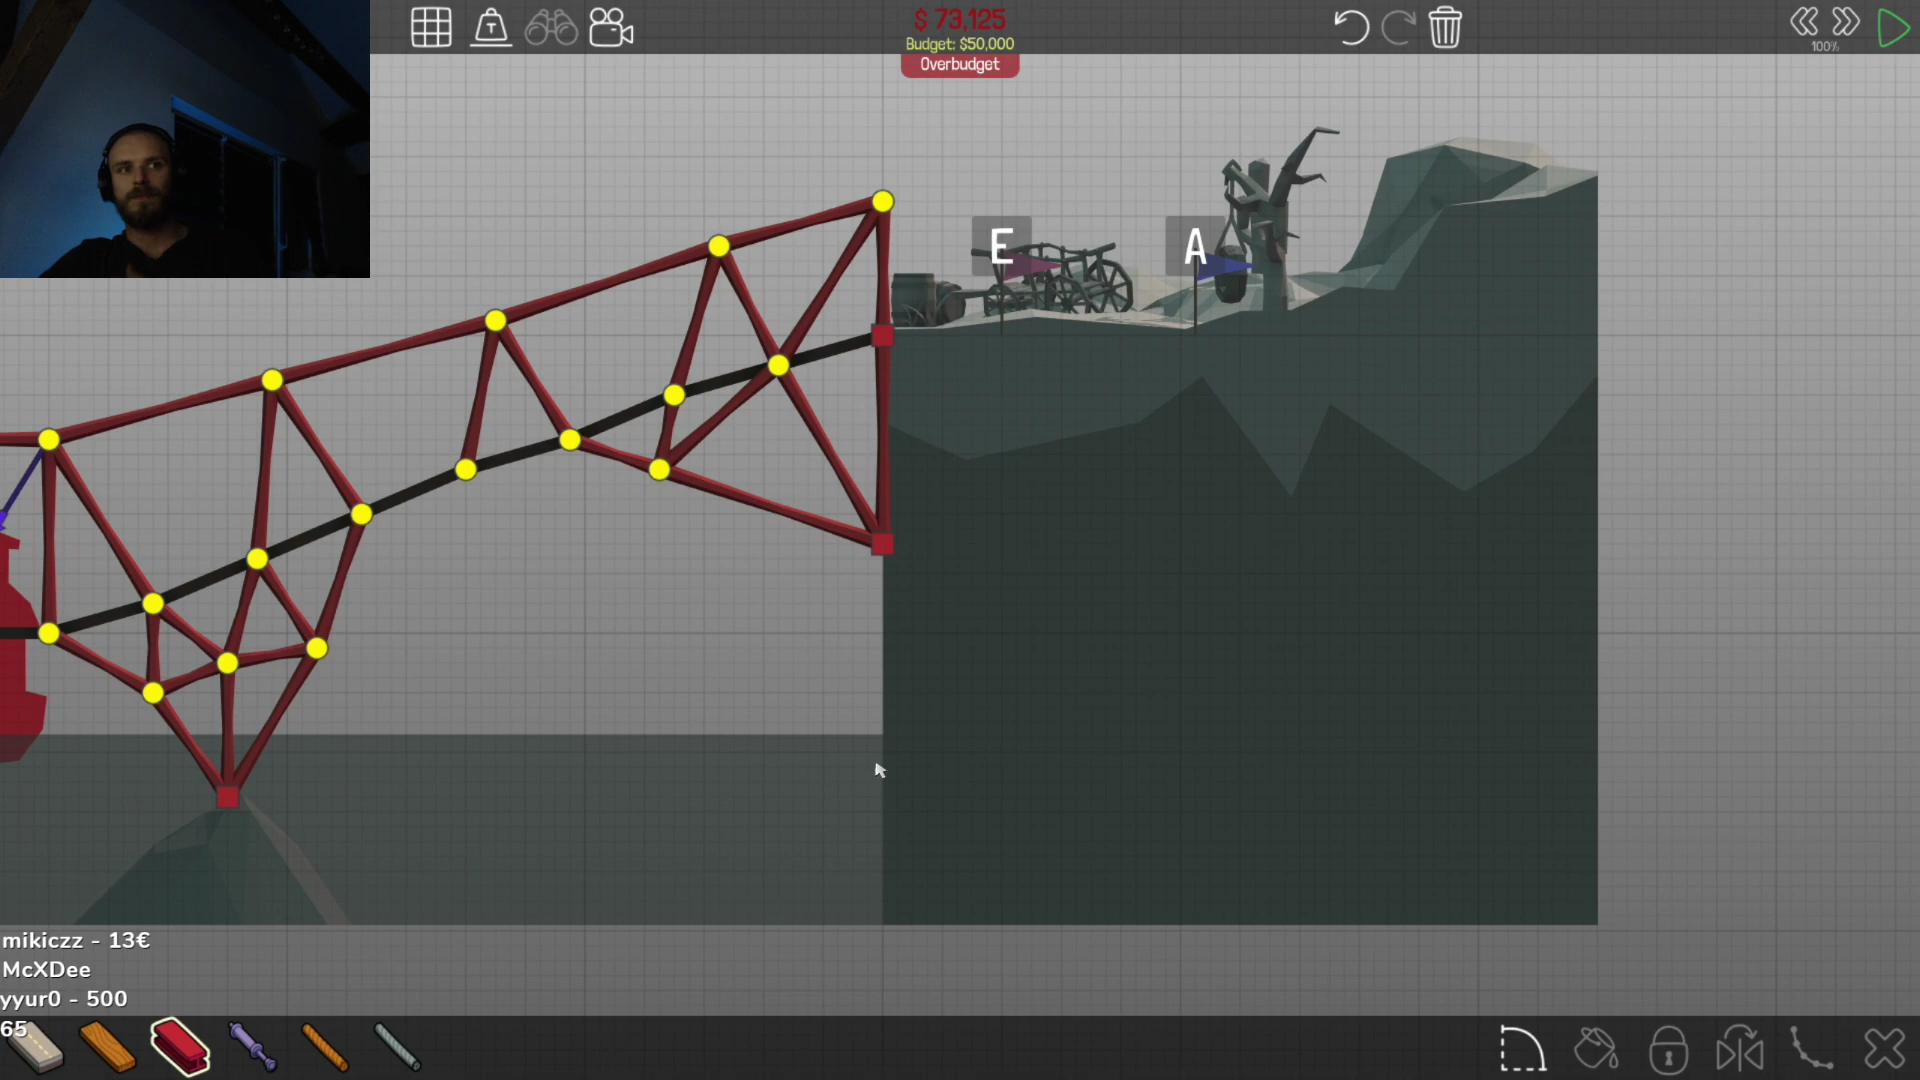 $ 73,125
Budget: $50,000
Overbudget
100%
T
E
A
mikiczz - 13€
McXDee
yyur0 - 500
65